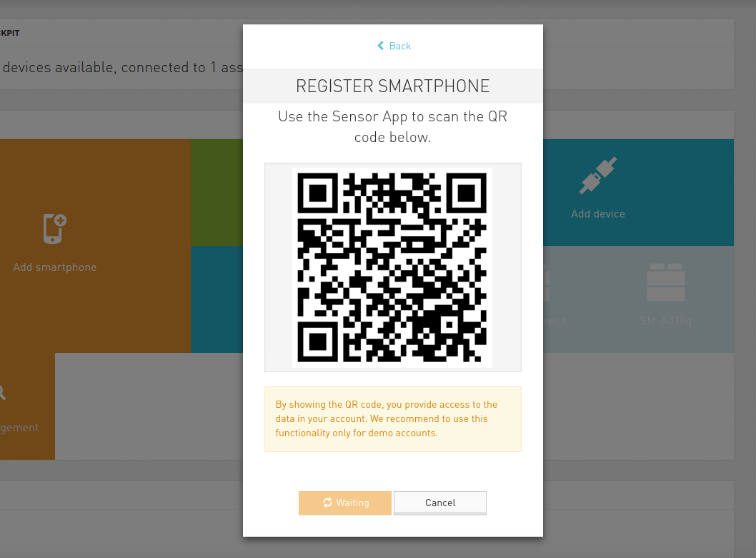 KPIT
devices available, connected to 1 ass
Back
REGISTER SMARTPHONE
Use the Sensor App to scan the QR
code below.
Add smartphone
Add device
gement
By showing the QR code, you provide access to the
data in your account. We recommend to use this
functionality only for demo accounts.
Waiting
Cancel